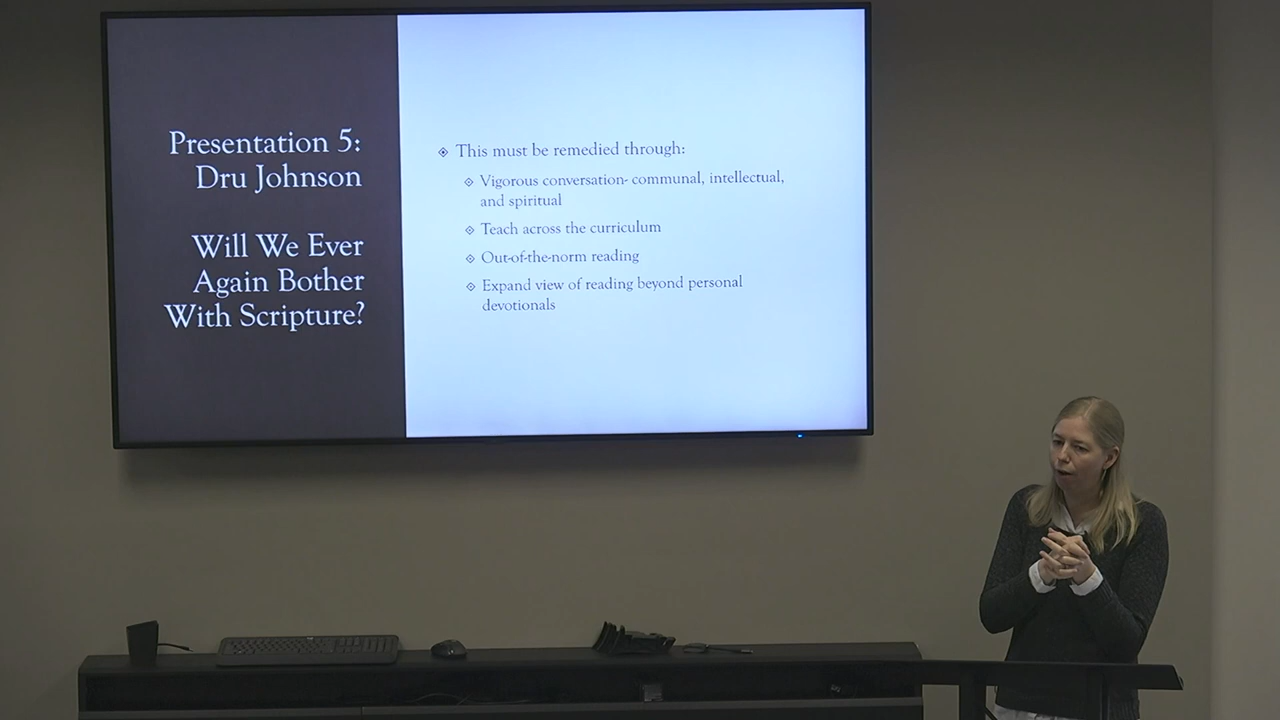 Presentation 5:
Dru Johnson
Will We Ever
Again Bother
With Scripture?
This must be remedied through:
Vigorous conversation- communal, intellectual,
and spiritual
Teach across the curriculum
Out-of-the-norm reading
Expand view of reading beyond personal
devotionals